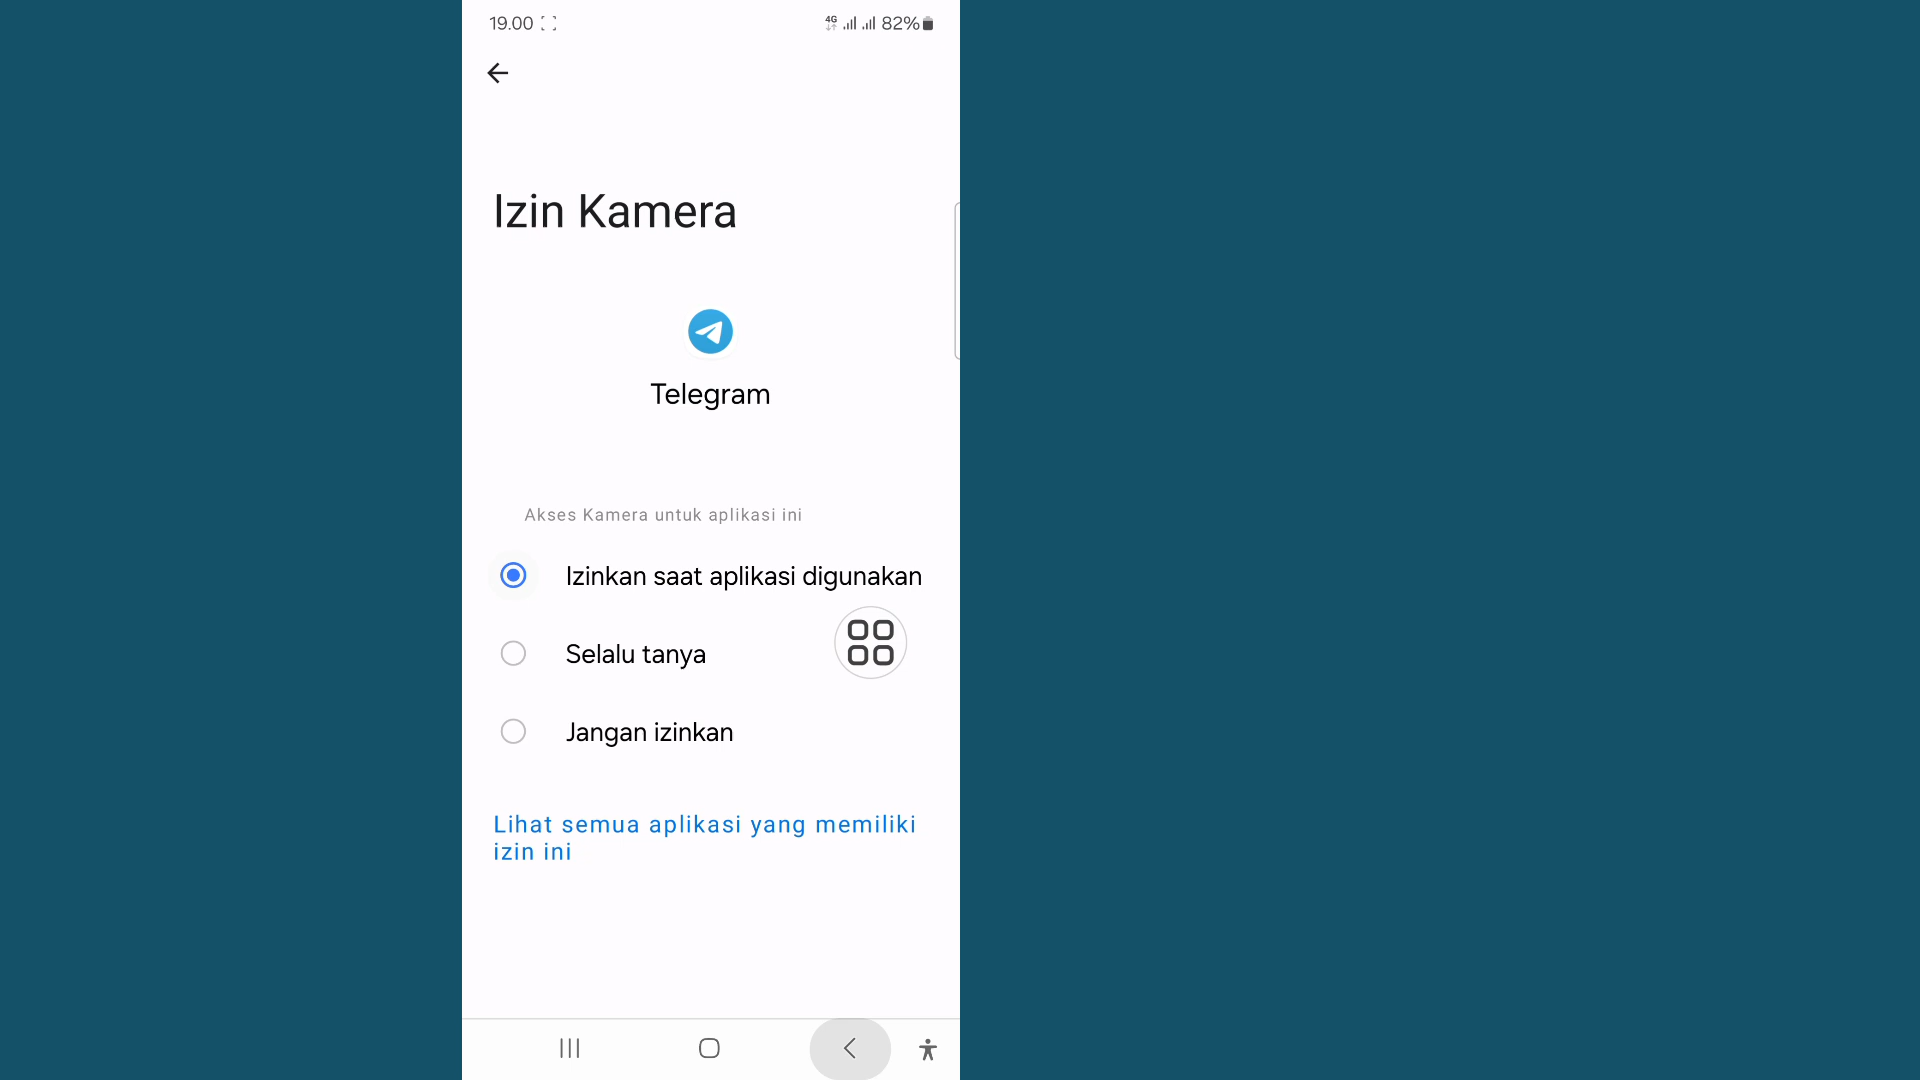 19.00
4G 82%
Izin Kamera
Telegram
Akses Kamera untuk aplikasi ini
Izinkan saat aplikasi digunakan
Selalu tanya
Jangan izinkan
Lihat semua aplikasi yang memiliki
izin ini